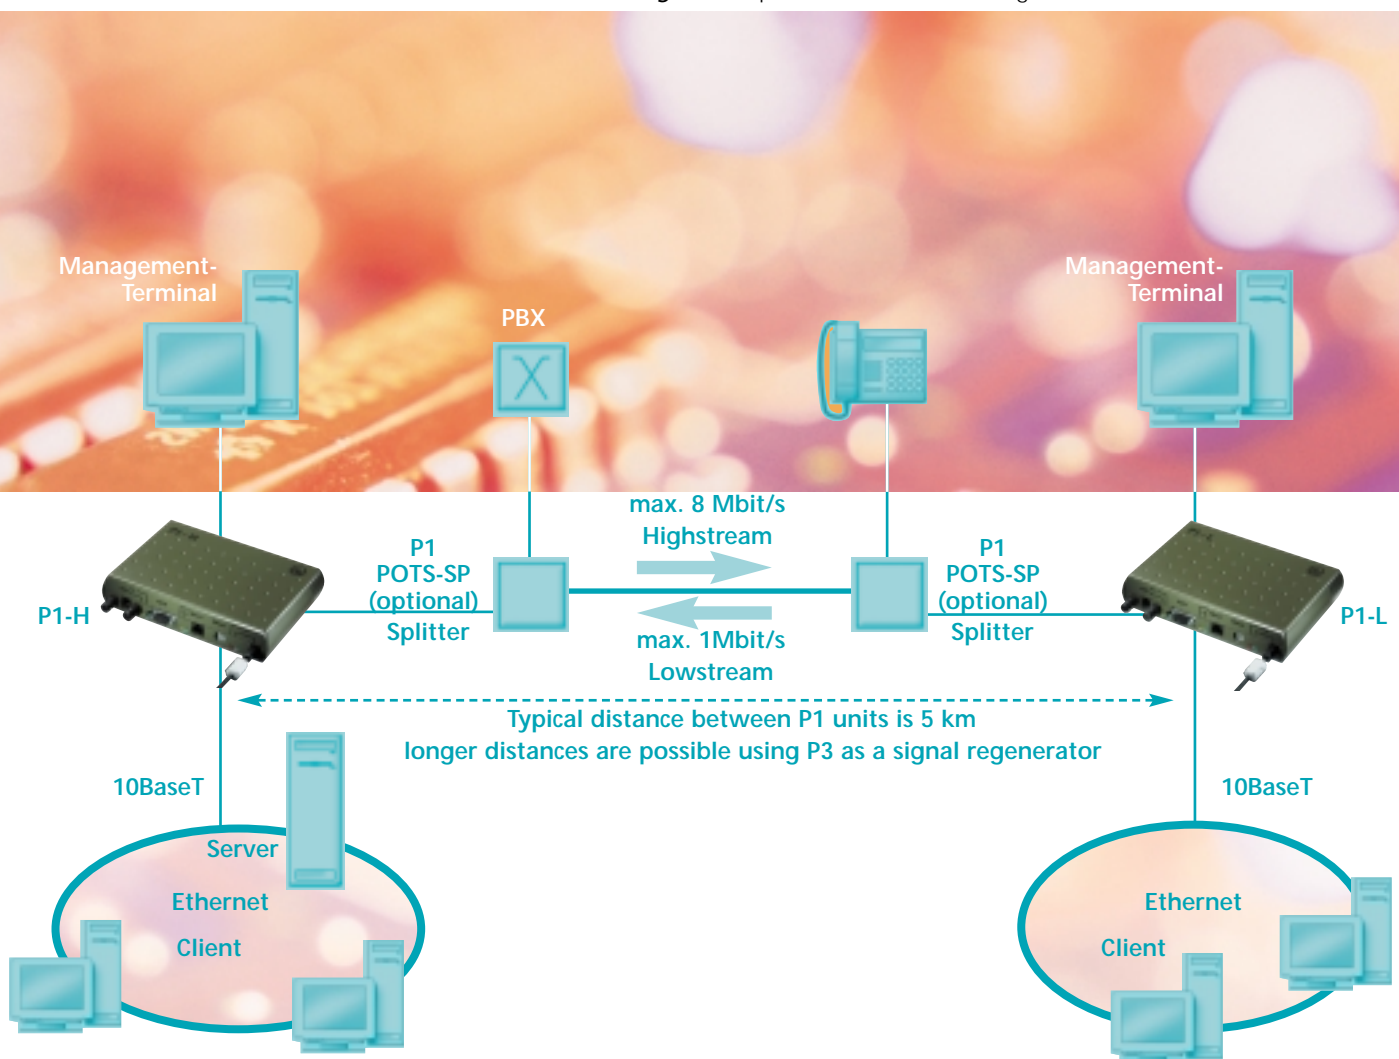 Management-
Terminal
Management-
Terminal
PBX
max. 8 Mbit/s
Highstream
P1
POTS-SP
(optional)
Splitter
P1
POTS-SP
(optional)
Splitter
P1-H
P1-L
max. 1Mbit/s
Lowstream
Typical distance between P1 units is 5 km
longer distances are possible using P3 as a signal regenerator
10BaseT
10BaseT
Server
Ethernet
Client
Ethernet
Client